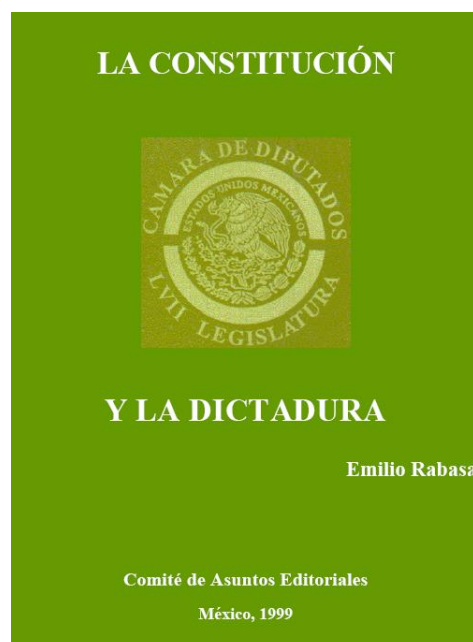 LA CONSTITUCIÓN
CAMARA DE DIPUTADOS
ESTADOS UNIDOS MEXICANOS
LVII LEGISLATURA
Y LA DICTADURA
Emilio Rabasa
Comité de Asuntos Editoriales
México, 1999